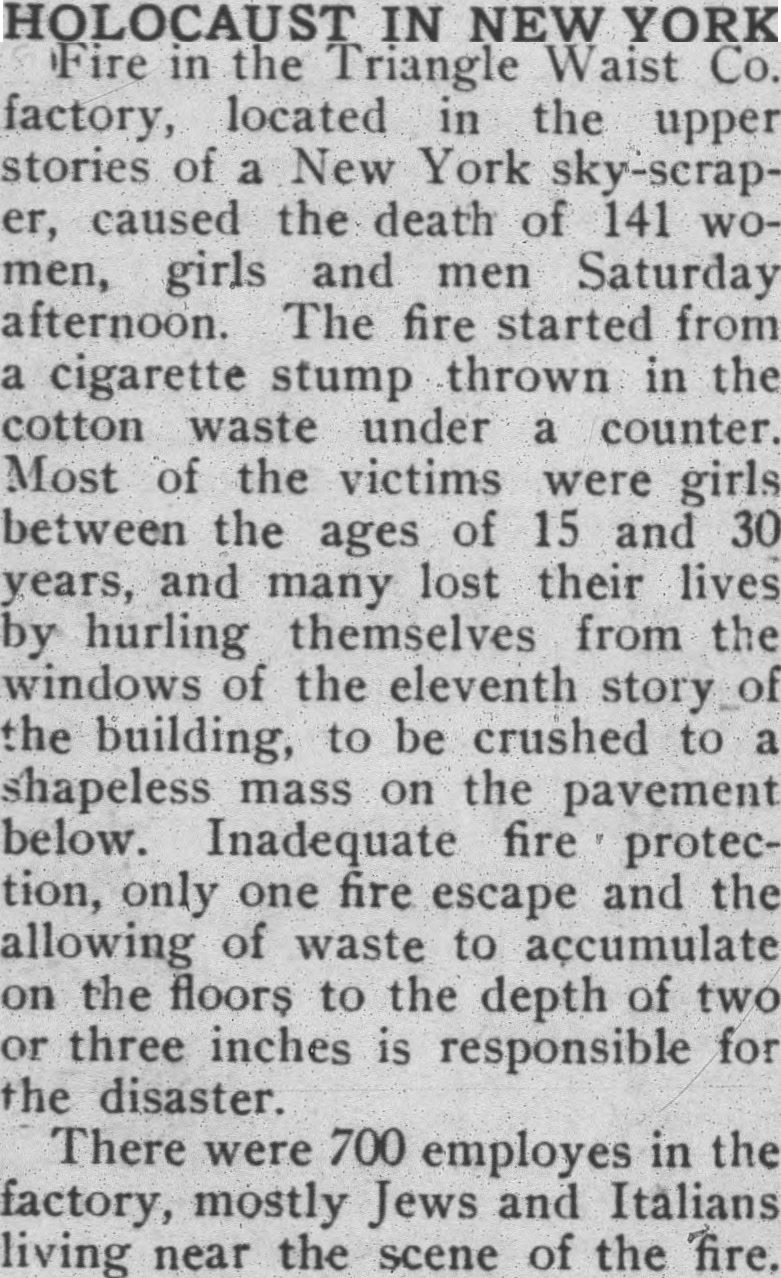 HOLOCAUST IN NEW YORK
Fire in the Triangle Waist Co.
factory, located in the upper
stories of a New York sky-scrap-
er, caused the death of 141 wo-
men, girls and men Saturday
afternoon. The fire started from
a cigarette stump thrown in the
cotton waste under a counter.
Most of the victims were girls
between the ages of 15 and 30
years, and many lost their lives
by hurling themselves from the
windows of the eleventh story of
the building, to be crushed to a
shapeless mass on the pavement
below. Inadequate fire protec-
tion, only one fire escape and the
allowing of waste to accumulate
on the floors to the depth of two
or three inches is responsible for
the disaster.
There were 700 employes in the
factory, mostly Jews and Italians
living near the scene of the fire.